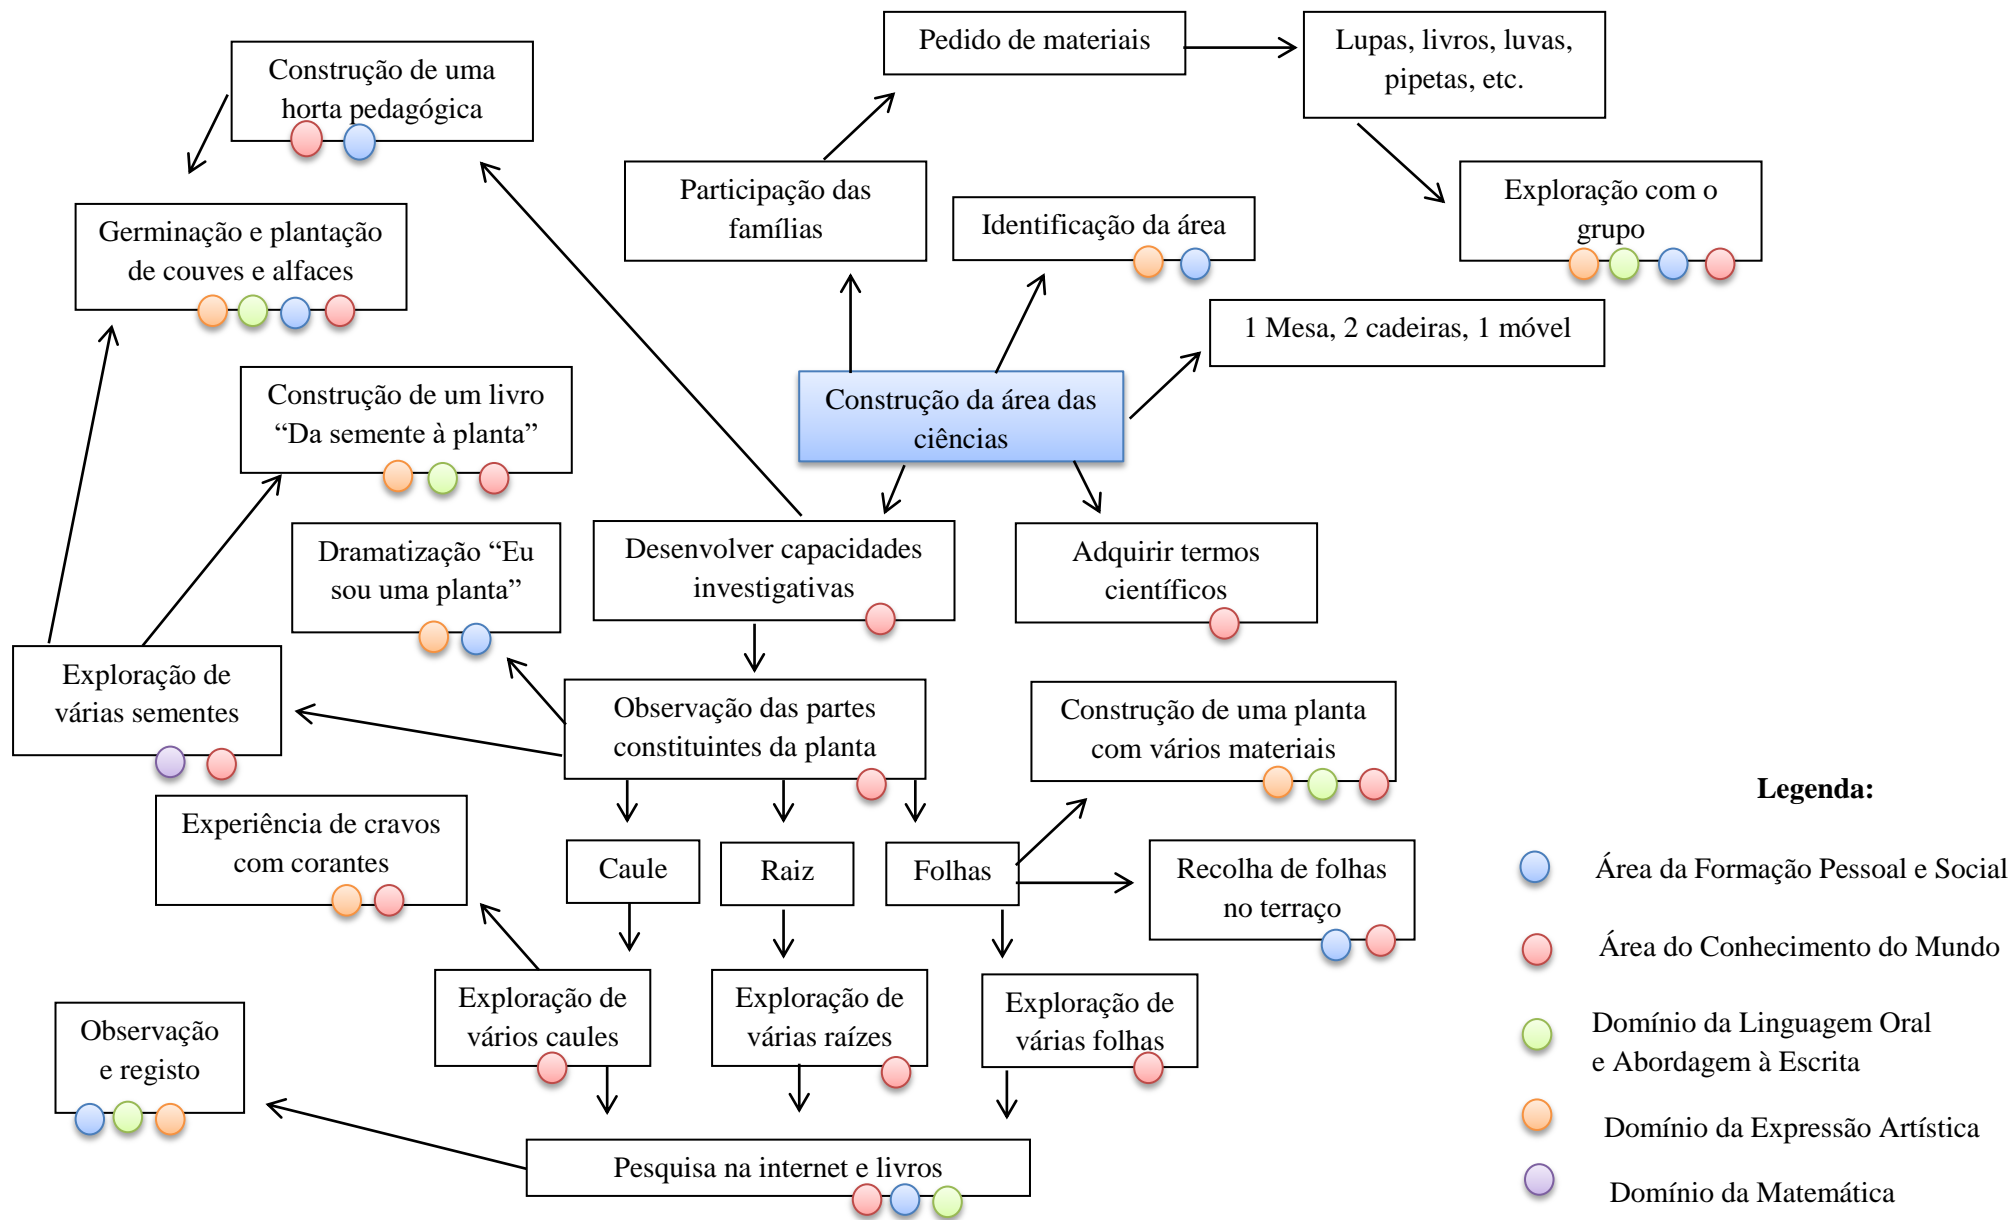 Pedido de materiais
Lupas, livros, luvas,
pipetas, etc.
Construção de uma
horta pedagógica
Participação das
famílias
Identificação da área
Exploração com o
grupo
Germinação e plantação
de couves e alfaces
1 Mesa, 2 cadeiras, 1 móvel
Construção de um livro
“Da semente à planta”
Construção da área das
ciências
Dramatização “Eu
sou uma planta”
Desenvolver capacidades
investigativas
Adquirir termos
científicos
Exploração de
várias sementes
Observação das partes
constituintes da planta
Construção de uma planta
com vários materiais
Experiência de cravos
com corantes
Caule
Raiz
Folhas
Recolha de folhas
no terraço
Exploração de
vários caules
Exploração de
várias raízes
Exploração de
várias folhas
Observação
e registo
Pesquisa na internet e livros
Legenda:
Área da Formação Pessoal e Social
Área do Conhecimento do Mundo
Domínio da Linguagem Oral
e Abordagem à Escrita
Domínio da Expressão Artística
Domínio da Matemática